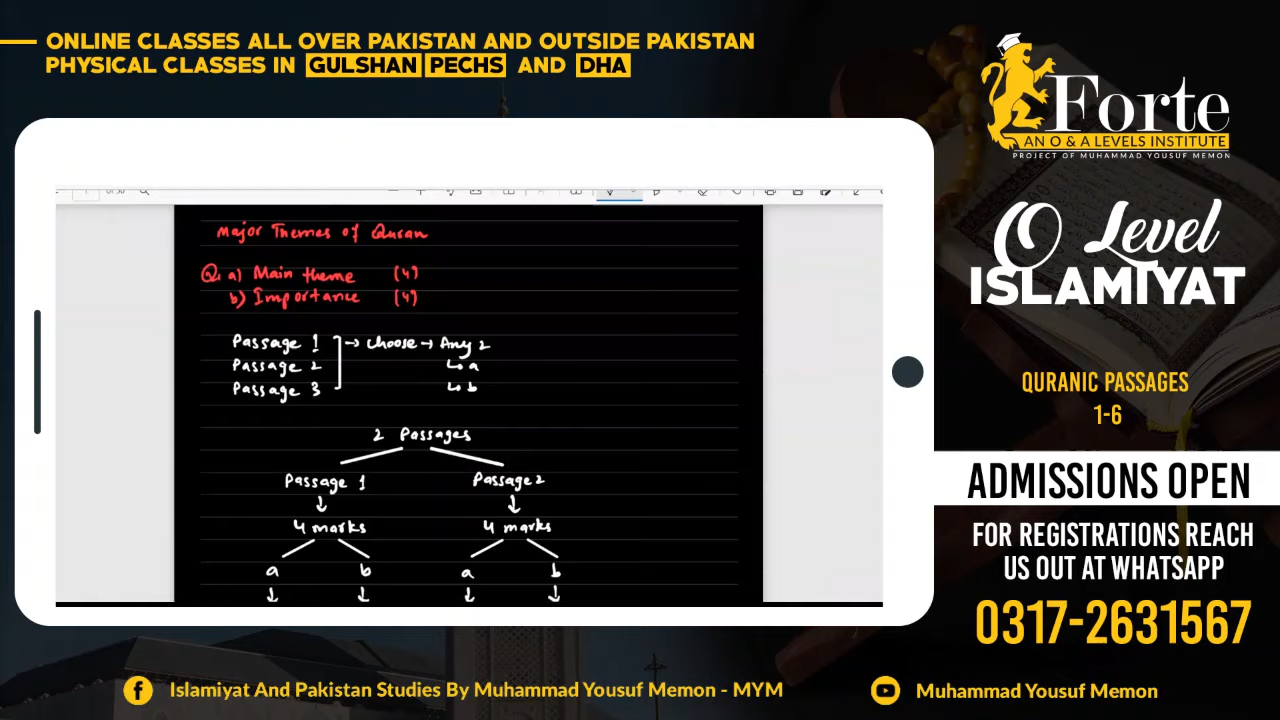 ONLINE CLASSES ALL OVER PAKISTAN AND OUTSIDE PAKISTAN
PHYSICAL CLASSES IN GULSHAN PECHS AND DHA
Forte
AN O & A LEVELS INSTITUTE
PROJECT OF MUHAMMAD YOUSUF MEMON
O Level
ISLAMIYAT
QURANIC PASSAGES
1-6
ADMISSIONS OPEN
FOR REGISTRATIONS REACH
US OUT AT WHATSAPP
0317-2631567
Major Themes of Quran
Q1 a) Main theme (4)
b) Importance (4)
Passage 1 → choose → Any 2
Passage 2 ↳ a
Passage 3 ↳ b
2 Passages
Passage 1 Passage 2
↓ ↓
4 marks 4 marks
a b a b
↓ ↓ ↓ ↓
Islamiyat And Pakistan Studies By Muhammad Yousuf Memon - MYM
Muhammad Yousuf Memon